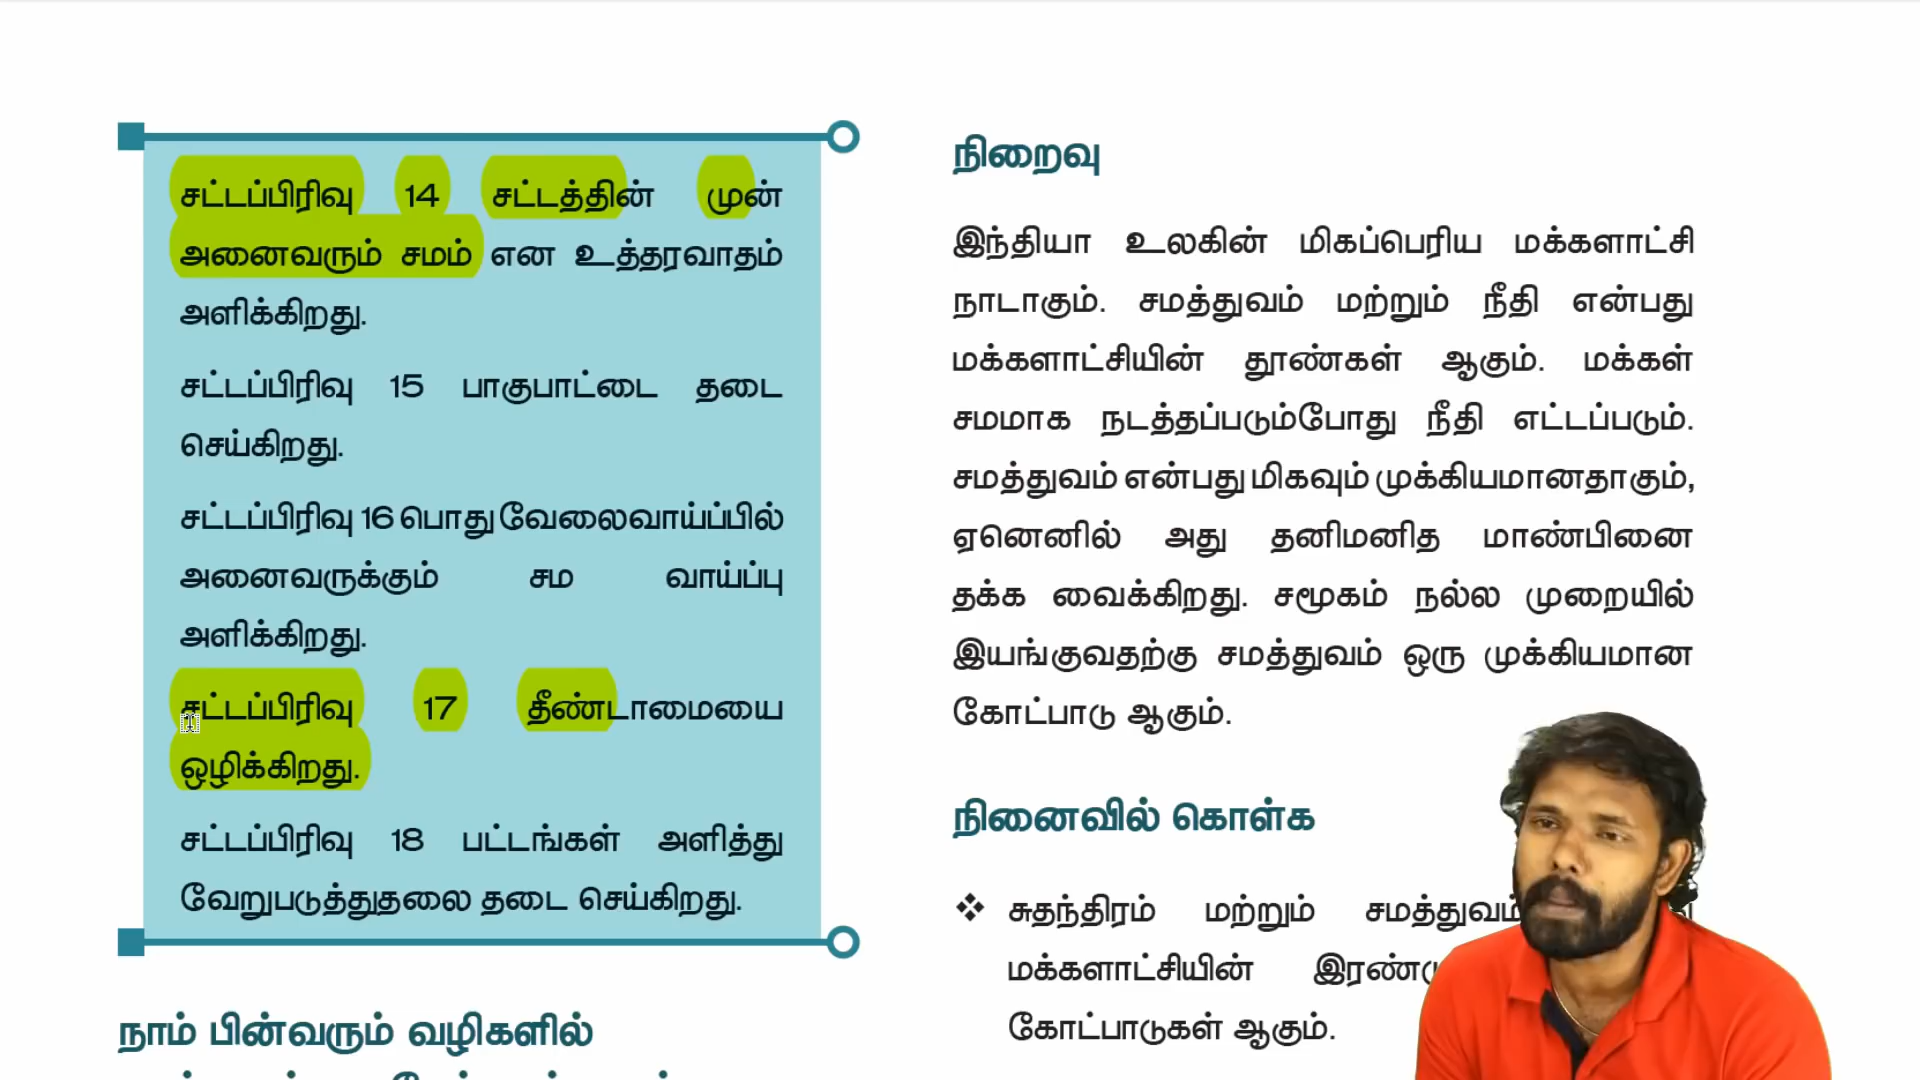 சட்டப்பிரிவு 14 சட்டத்தின் முன்
அனைவரும் சமம் என உத்தரவாதம்
அளிக்கிறது.
சட்டப்பிரிவு 15 பாகுபாட்டை தடை
செய்கிறது.
சட்டப்பிரிவு 16 பொது வேலைவாய்ப்பில்
அனைவருக்கும் சம வாய்ப்பு
அளிக்கிறது.
சட்டப்பிரிவு 17 தீண்டாமையை
ஒழிக்கிறது.
சட்டப்பிரிவு 18 பட்டங்கள் அளித்து
வேறுபடுத்துதலை தடை செய்கிறது.
நாம் பின்வரும் வழிகளில்
நிறைவு
இந்தியா உலகின் மிகப்பெரிய மக்களாட்சி
நாடாகும். சமத்துவம் மற்றும் நீதி என்பது
மக்களாட்சியின் தூண்கள் ஆகும். மக்கள்
சமமாக நடத்தப்படும்போது நீதி எட்டப்படும்.
சமத்துவம் என்பது மிகவும் முக்கியமானதாகும்,
ஏனெனில் அது தனிமனித மாண்பினை
தக்க வைக்கிறது. சமூகம் நல்ல முறையில்
இயங்குவதற்கு சமத்துவம் ஒரு முக்கியமான
கோட்பாடு ஆகும்.
நினைவில் கொள்க
❖ சுதந்திரம் மற்றும் சமத்துவம்
மக்களாட்சியின்
கோட்பாடுகள் ஆகும்.